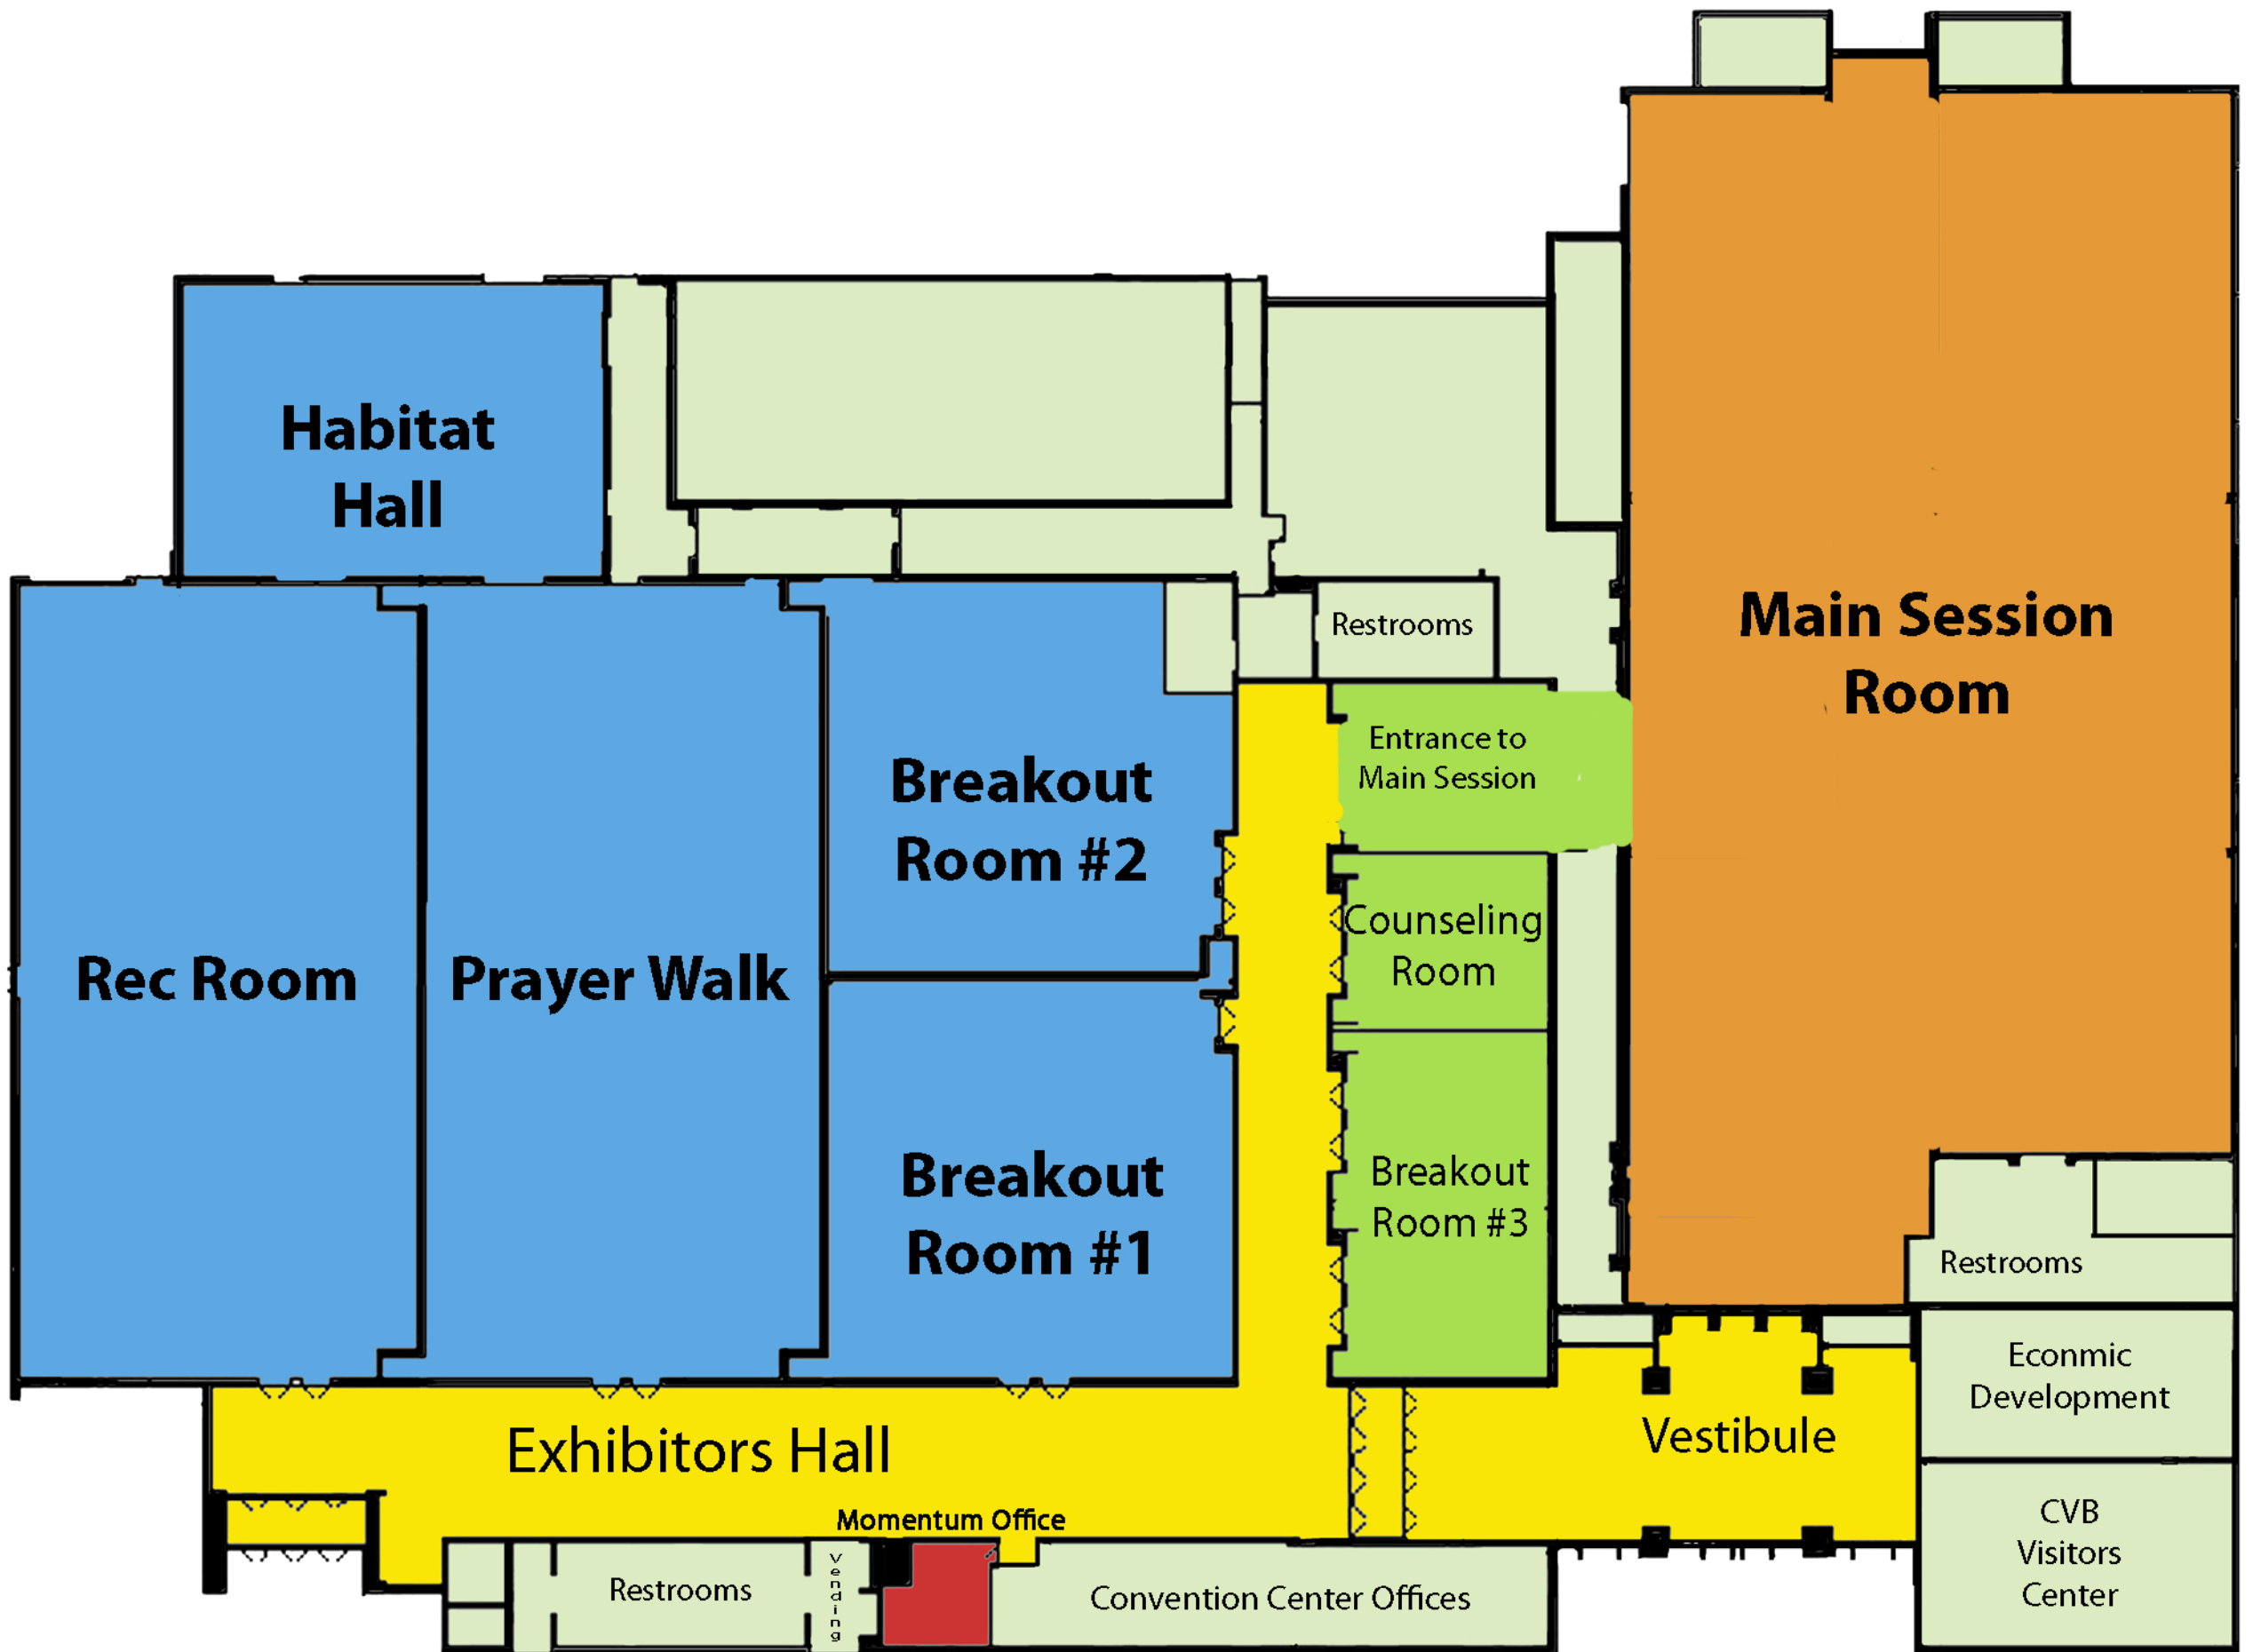 Habitat
Hall
Main Session
Room
Restrooms
Entrance to
Main Session
Breakout
Room #2
Counseling
Room
Rec Room
Prayer Walk
Breakout
Room #1
Breakout
Room #3
Restrooms
Econmic
Development
Exhibitors Hall
Vestibule
Momentum Office
CVB
Visitors
Center
Restrooms
Vending
Convention Center Offices